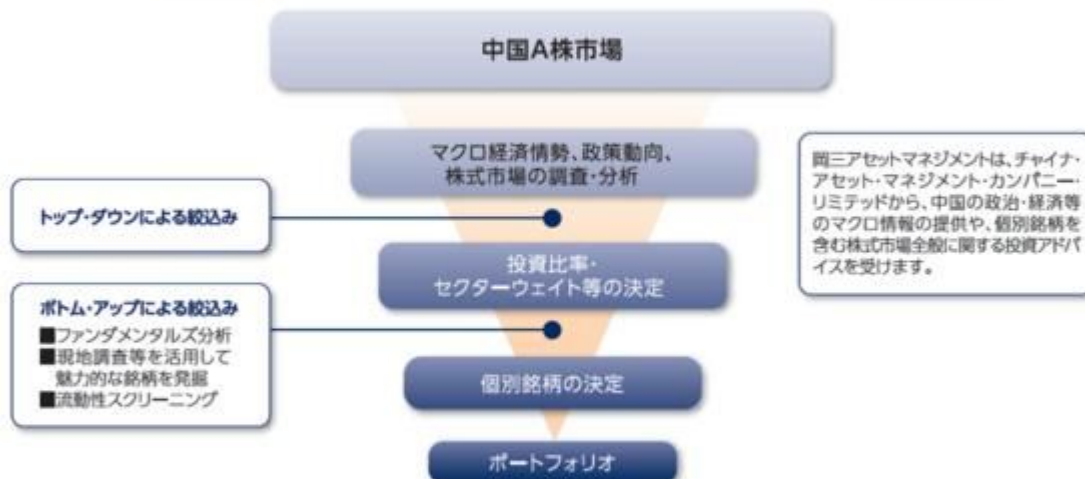 中国A株市場
マクロ経済情勢、政策動向、
株式市場の調査・分析
トップ・ダウンによる絞込み
投資比率・
セクターウェイト等の決定
ボトム・アップによる絞込み
■ファンダメンタルズ分析
■現地調査等を活用して
魅力的な銘柄を発掘
■流動性スクリーニング
個別銘柄の決定
ポートフォリオ
岡三アセットマネジメントは、チャイナ・
アセット・マネジメント・カンパニー・
リミテッドから、中国の政治・経済等
のマクロ情報の提供や、個別銘柄を
含む株式市場全般に関する投資アドバ
イスを受けます。